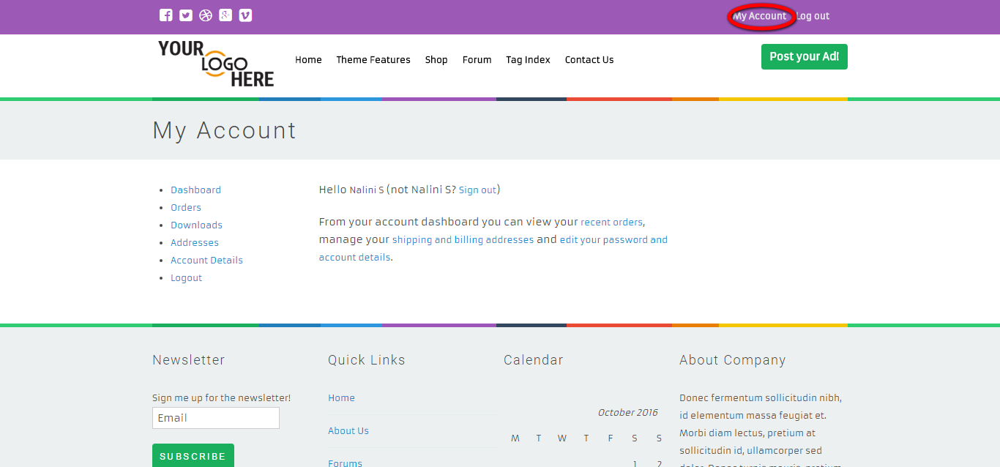 My Account Log out
YOUR
LOGO
HERE
Home Theme Features Shop Forum Tag Index Contact Us
Post your Ad!
My Account
Dashboard
Orders
Downloads
Addresses
Account Details
Logout
Hello Nalini S (not Nalini S? Sign out)
From your account dashboard you can view your recent orders,
manage your shipping and billing addresses and edit your password and
account details.
Newsletter
Sign me up for the newsletter!
Email
SUBSCRIBE
Quick Links
Home
About Us
Forums
Calendar
October 2016
M T W T F S S
1 2
About Company
Donec fermentum sollicitudin nibh,
id elementum massa feugiat et.
Morbi diam lectus, pretium at
sollicitudin id, ullamcorper sed
dolor. Donec turpis mauris, pretium